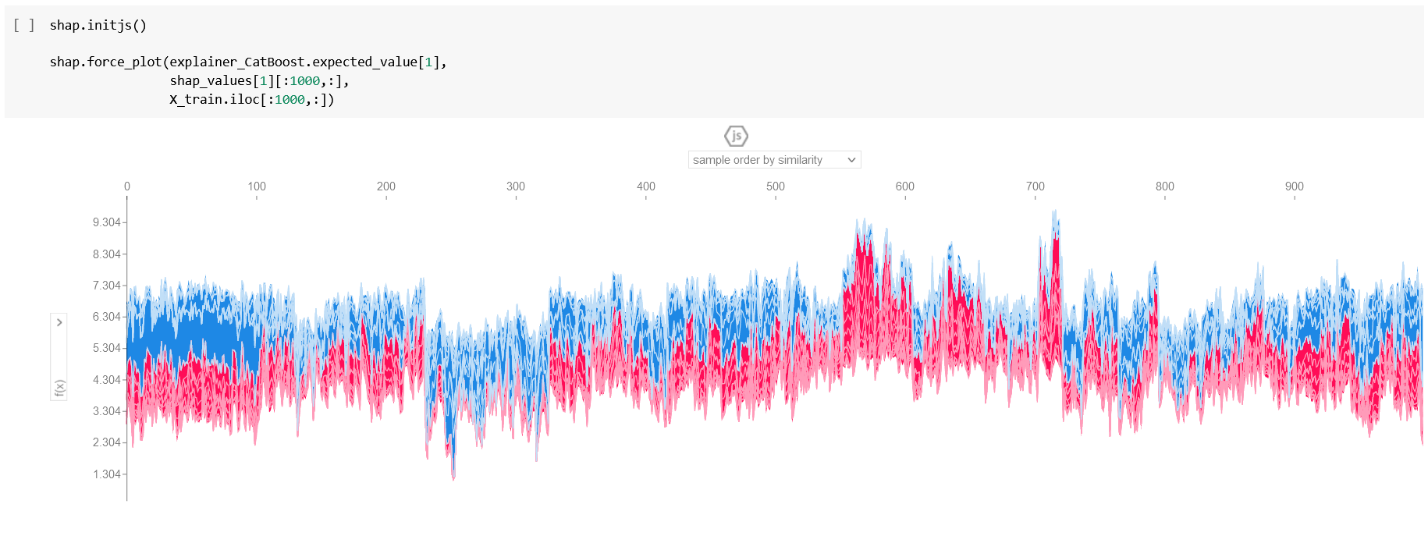 [ ] shap.initjs()
shap.force_plot(explainer_CatBoost.expected_value[1],
shap_values[1][:1000,:],
X_train.iloc[:1000,:])
js
sample order by similarity
0 100 200 300 400 500 600 700 800 900
9.304
8.304
7.304
6.304
5.304
4.304
3.304
2.304
1.304
f(x)